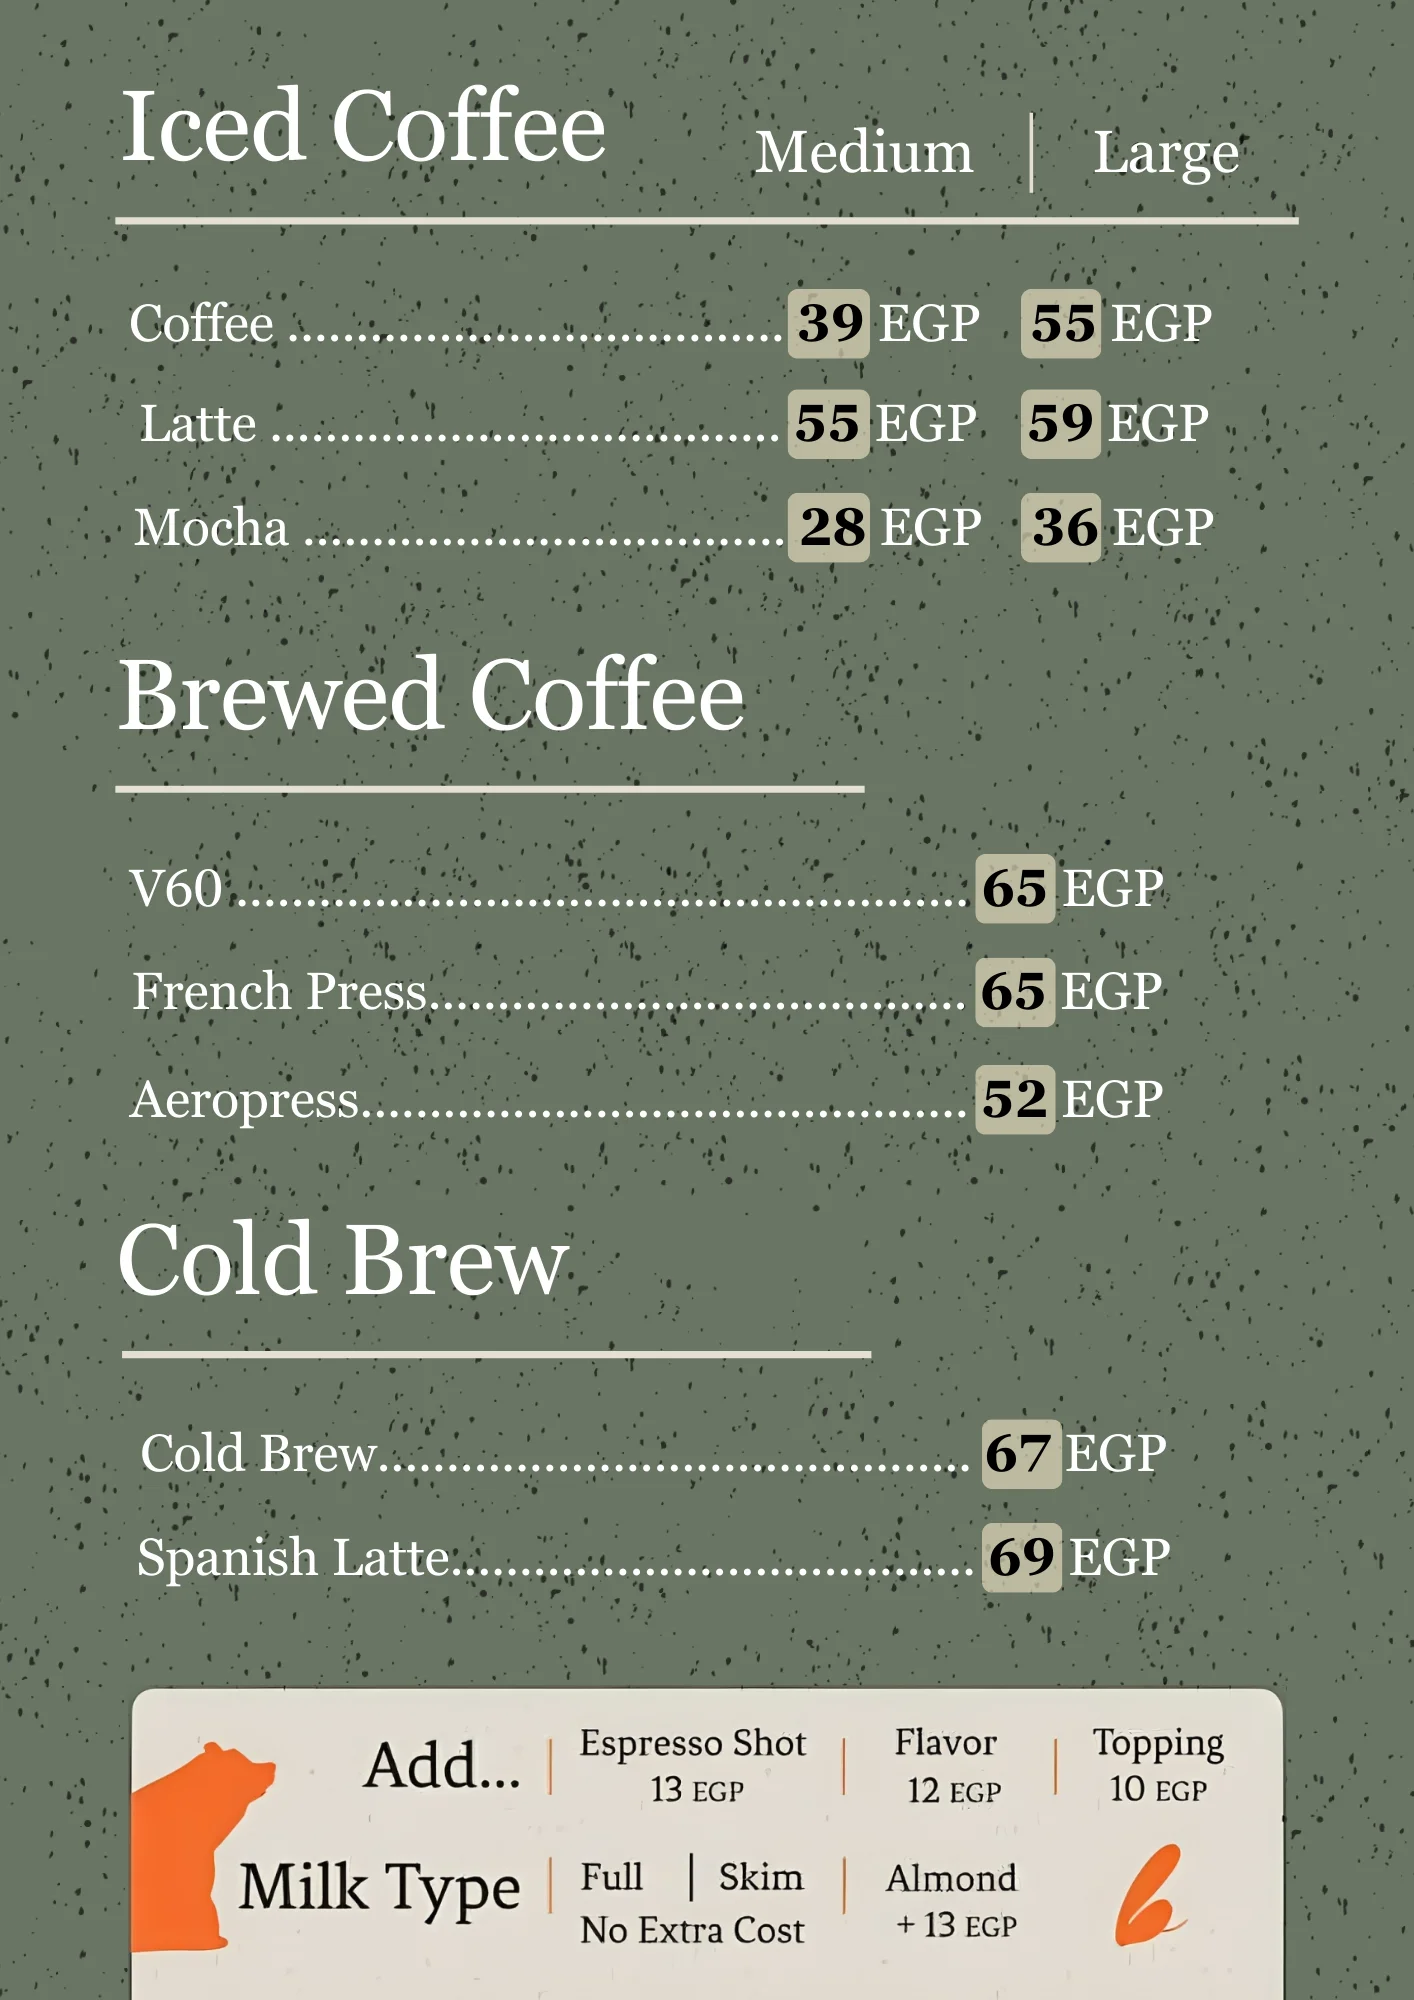 Iced Coffee Medium | Large
Coffee ........................................ 39 EGP 55 EGP
Latte ........................................ 55 EGP 59 EGP
Mocha ........................................ 28 EGP 36 EGP
Brewed Coffee
V60........................................ 65 EGP
French Press........................................ 65 EGP
Aeropress........................................ 52 EGP
Cold Brew
Cold Brew........................................ 67 EGP
Spanish Latte........................................ 69 EGP
Add... | Espresso Shot | Flavor | Topping
13 EGP 12 EGP 10 EGP
Milk Type | Full | Skim | Almond
No Extra Cost + 13 EGP